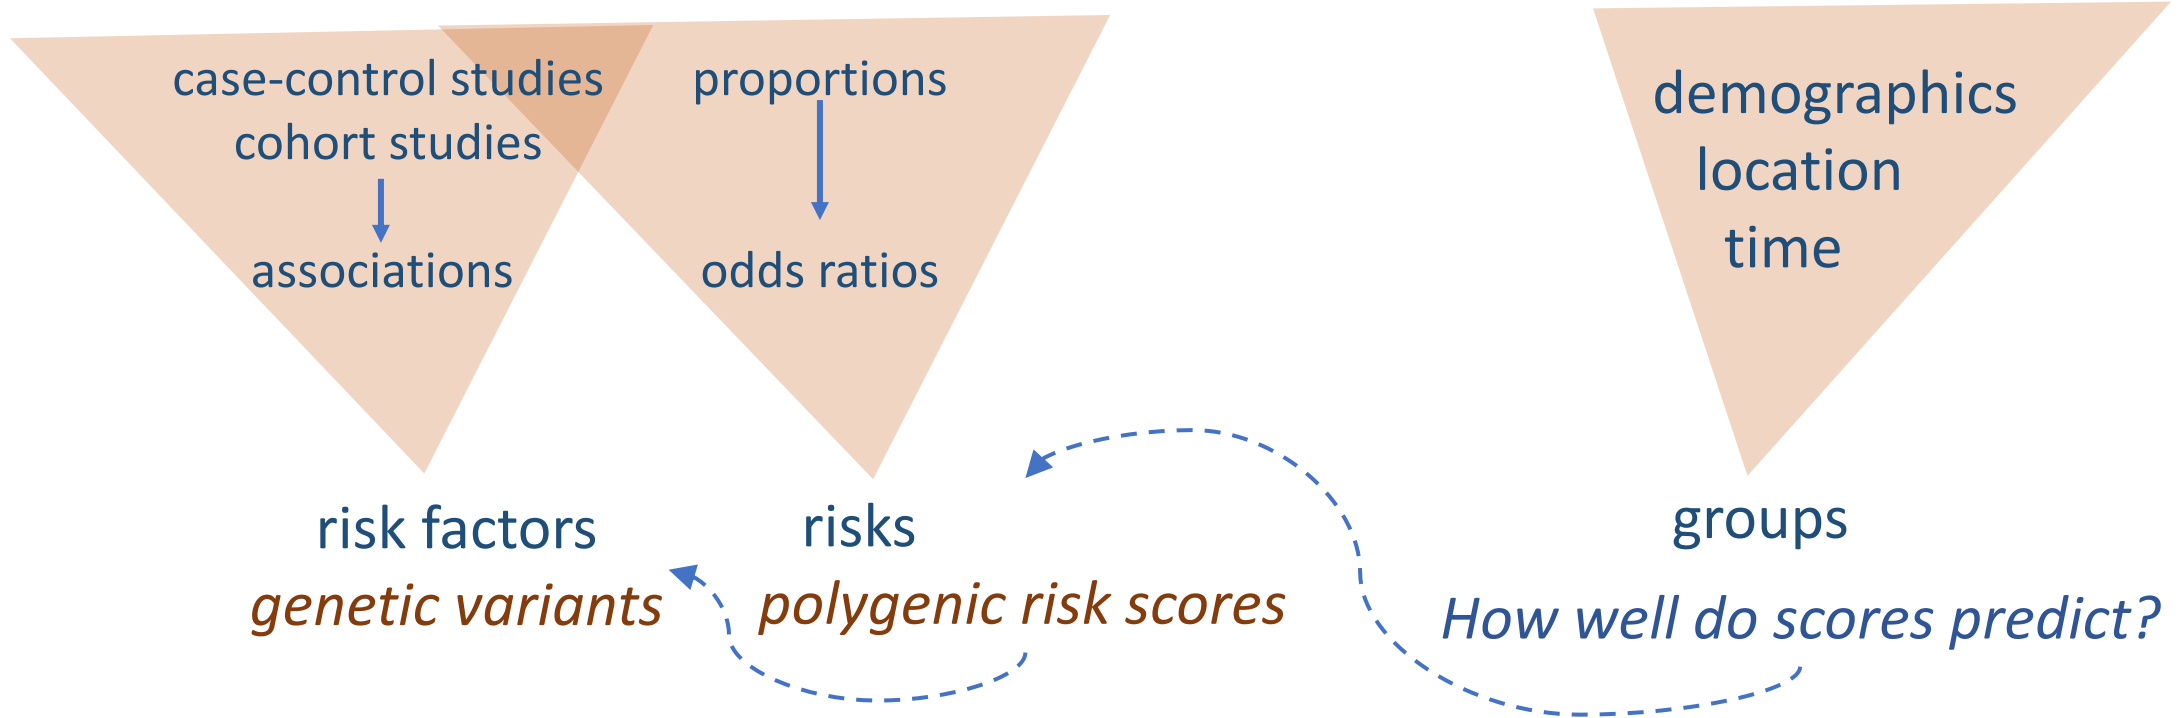 case-control studies
cohort studies
associations
risk factors
genetic variants
proportions
odds ratios
risks
polygenic risk scores
demographics
location
time
groups
How well do scores predict?